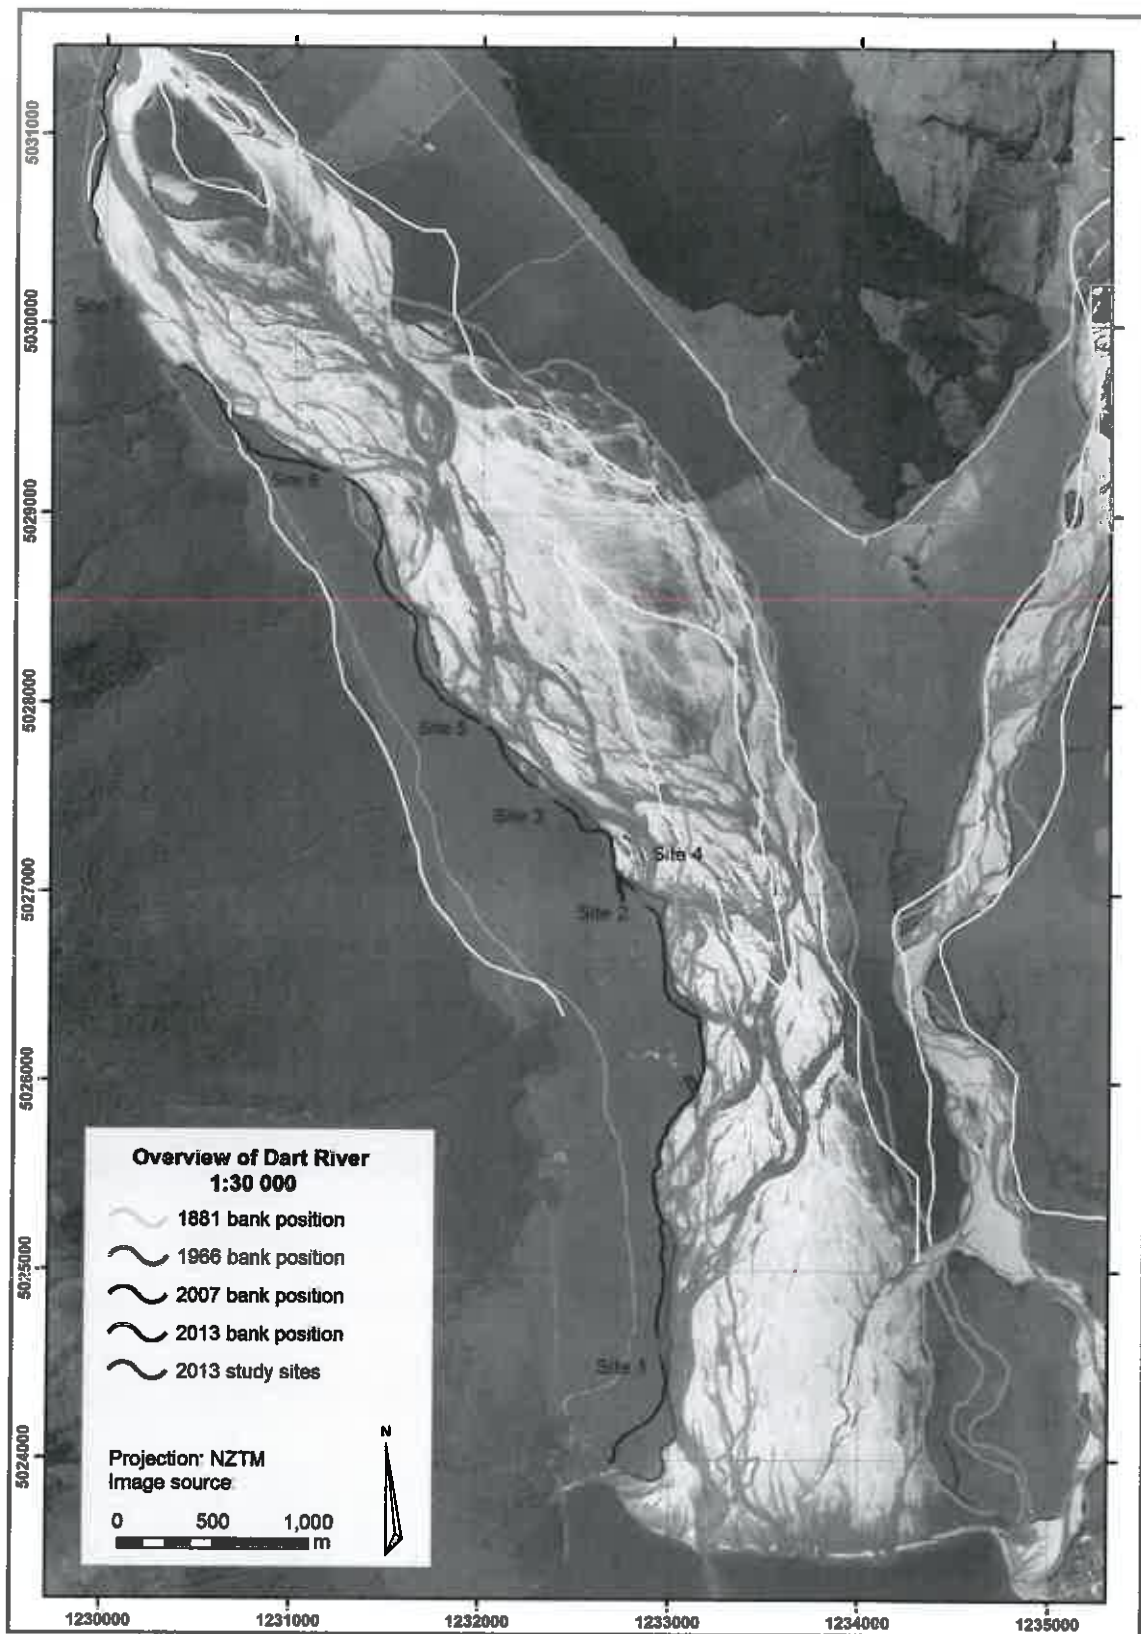 5031000
5030000
5029000
5028000
5027000
5026000
5025000
5024000
Site 6
Site 5
Site 3
Site 4
Site 2
Site 1
Overview of Dart River
1:30 000
1881 bank position
1966 bank position
2007 bank position
2013 bank position
2013 study sites
N
Projection: NZTM
Image source
0 500 1,000
m
1230000 1231000 1232000 1233000 1234000 1235000